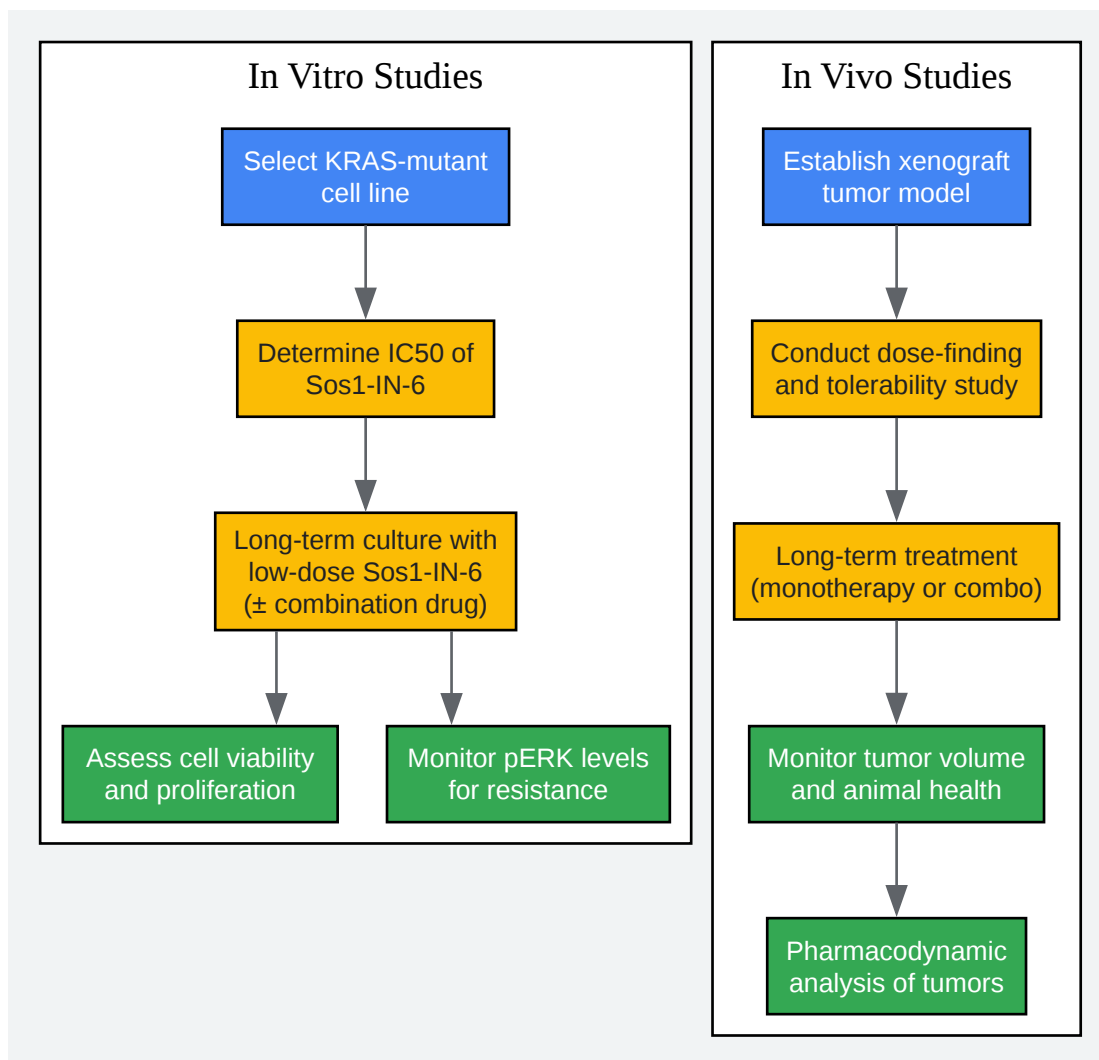 In Vitro Studies
Select KRAS-mutant
cell line
Determine IC50 of
Sos1-IN-6
Long-term culture with
low-dose Sos1-IN-6
(± combination drug)
Assess cell viability
and proliferation
Monitor pERK levels
for resistance
In Vivo Studies
Establish xenograft
tumor model
Conduct dose-finding
and tolerability study
Long-term treatment
(monotherapy or combo)
Monitor tumor volume
and animal health
Pharmacodynamic
analysis of tumors